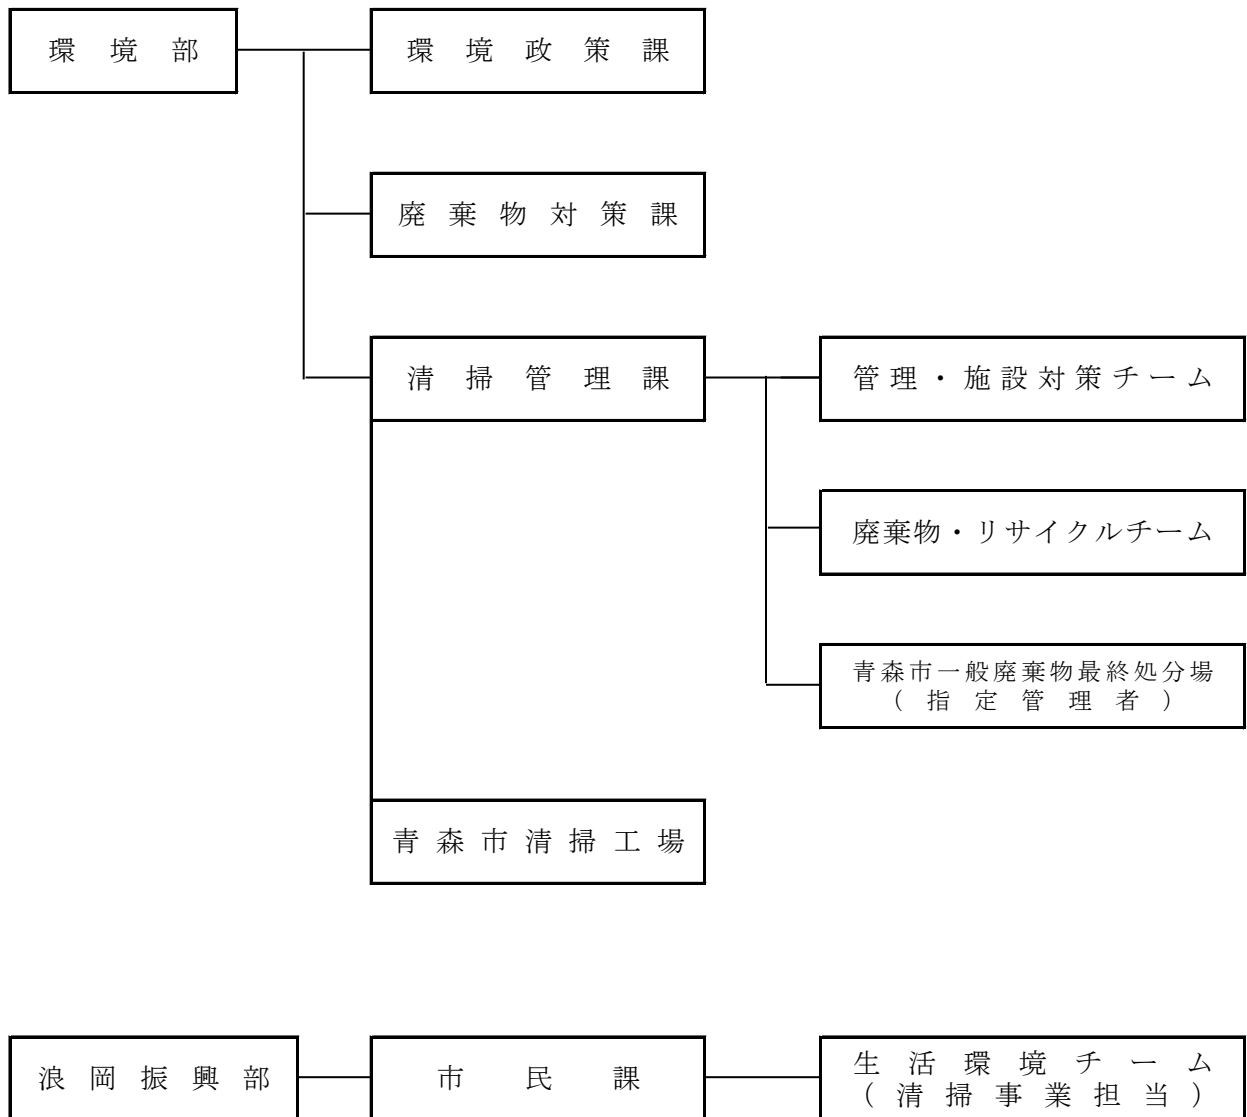 環境部
環境政策課
廃棄物対策課
清掃管理課
管理・施設対策チーム
廃棄物・リサイクルチーム
青森市一般廃棄物最終処分場
(指定管理者)
青森市清掃工場
浪岡振興部
市民課
生活環境チーム
(清掃事業担当)